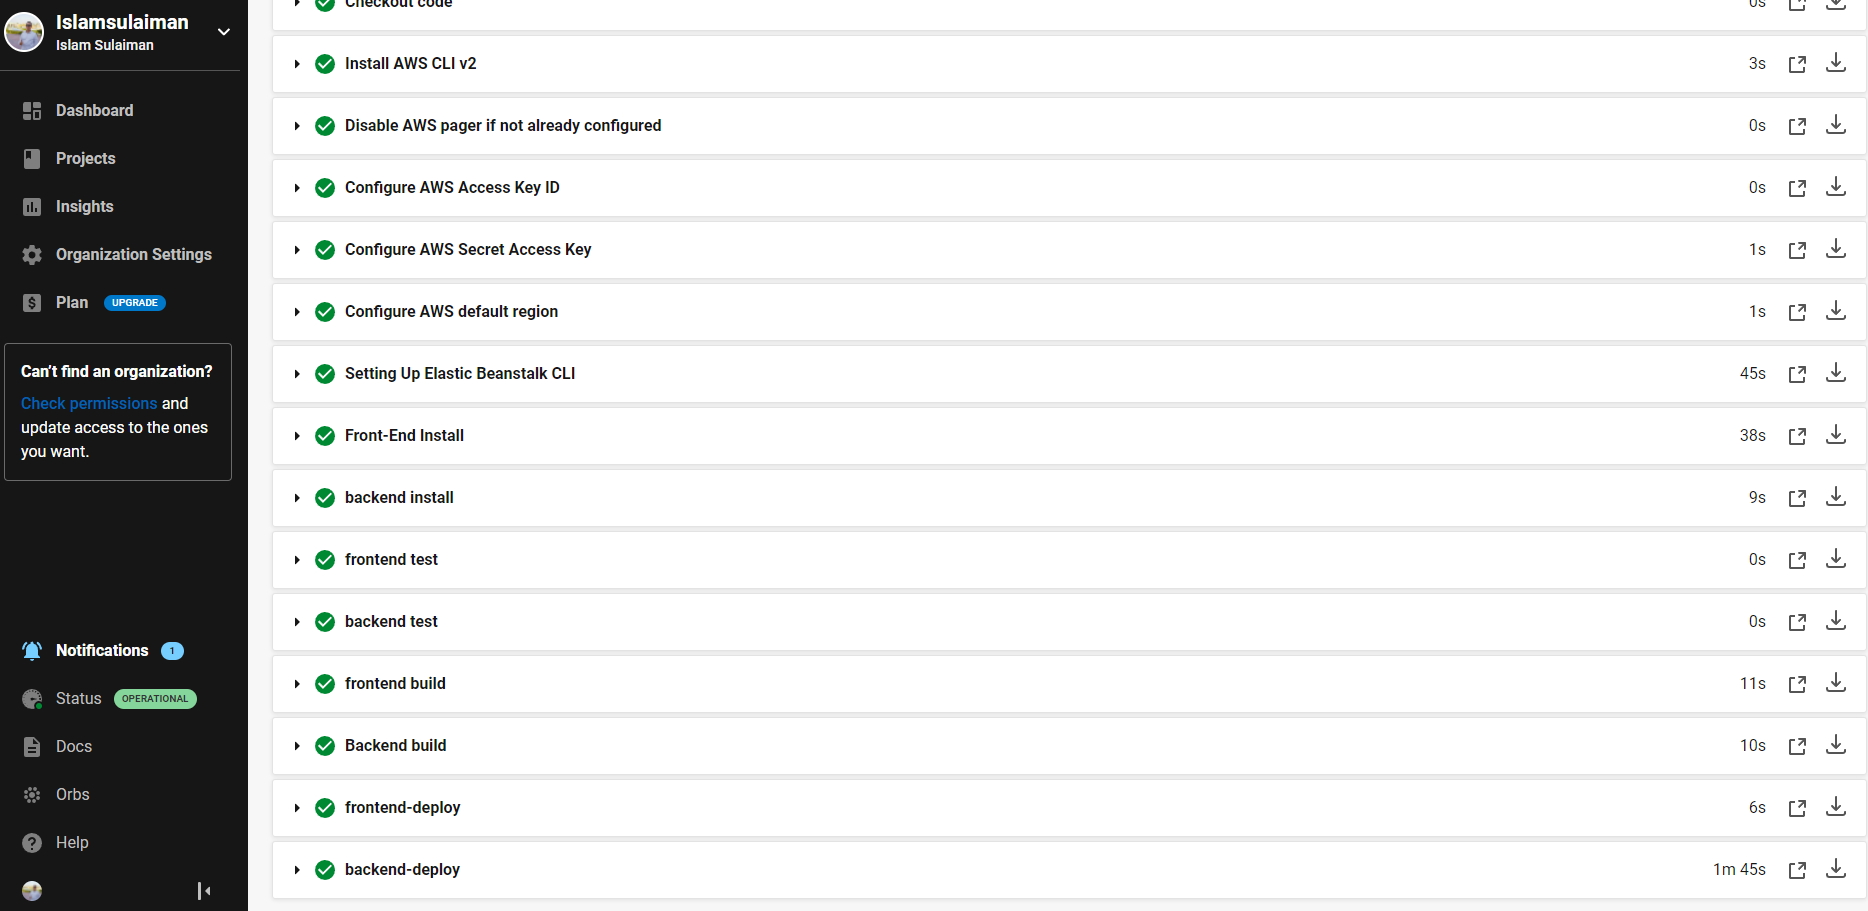 Islamsulaiman
Islam Sulaiman
Dashboard
Projects
Insights
Organization Settings
Plan UPGRADE
Can't find an organization?
Check permissions and
update access to the ones
you want.
Notifications 1
Status OPERATIONAL
Docs
Orbs
Help
Checkout code 0s
Install AWS CLI v2 3s
Disable AWS pager if not already configured 0s
Configure AWS Access Key ID 0s
Configure AWS Secret Access Key 1s
Configure AWS default region 1s
Setting Up Elastic Beanstalk CLI 45s
Front-End Install 38s
backend install 9s
frontend test 0s
backend test 0s
frontend build 11s
Backend build 10s
frontend-deploy 6s
backend-deploy 1m 45s